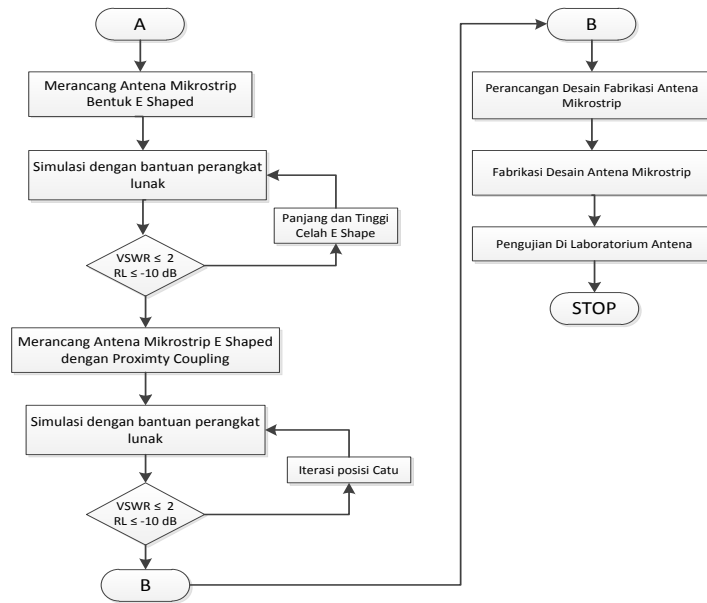 A
Merancang Antena Mikrostrip
Bentuk E Shaped
Simulasi dengan bantuan perangkat
lunak
Panjang dan Tinggi
Celah E Shape
VSWR ≤ 2
RL ≤ -10 dB
Merancang Antena Mikrostrip E Shaped
dengan Proximty Coupling
Simulasi dengan bantuan perangkat
lunak
Iterasi posisi Catu
VSWR ≤ 2
RL ≤ -10 dB
B
B
Perancangan Desain Fabrikasi Antena
Mikrostrip
Fabrikasi Desain Antena Mikrostrip
Pengujian Di Laboratorium Antena
STOP